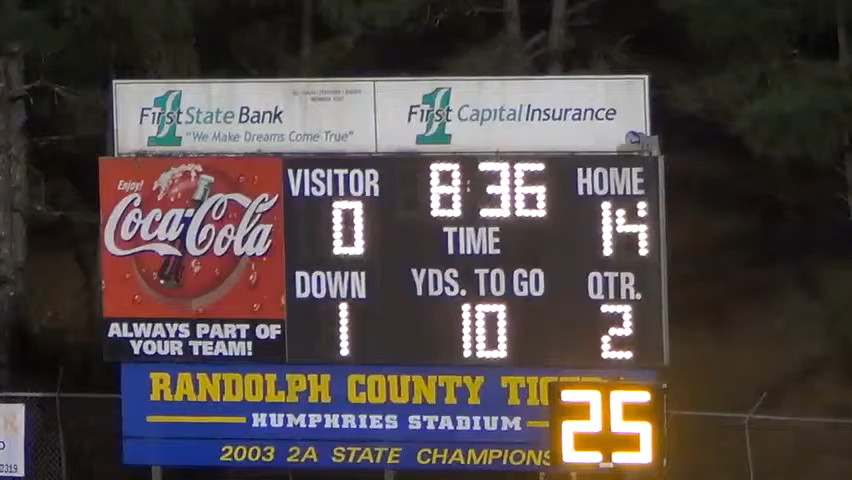 First State Bank
"We Make Dreams Come True"
First Capital Insurance
Enjoy!
Coca-Cola
ALWAYS PART OF
YOUR TEAM!
VISITOR 8:36 HOME
0 TIME 14
DOWN YDS. TO GO QTR.
1 10 2
RANDOLPH COUNTY
HUMPHRIES STADIUM
2003 2A STATE CHAMPIONS
25
2319